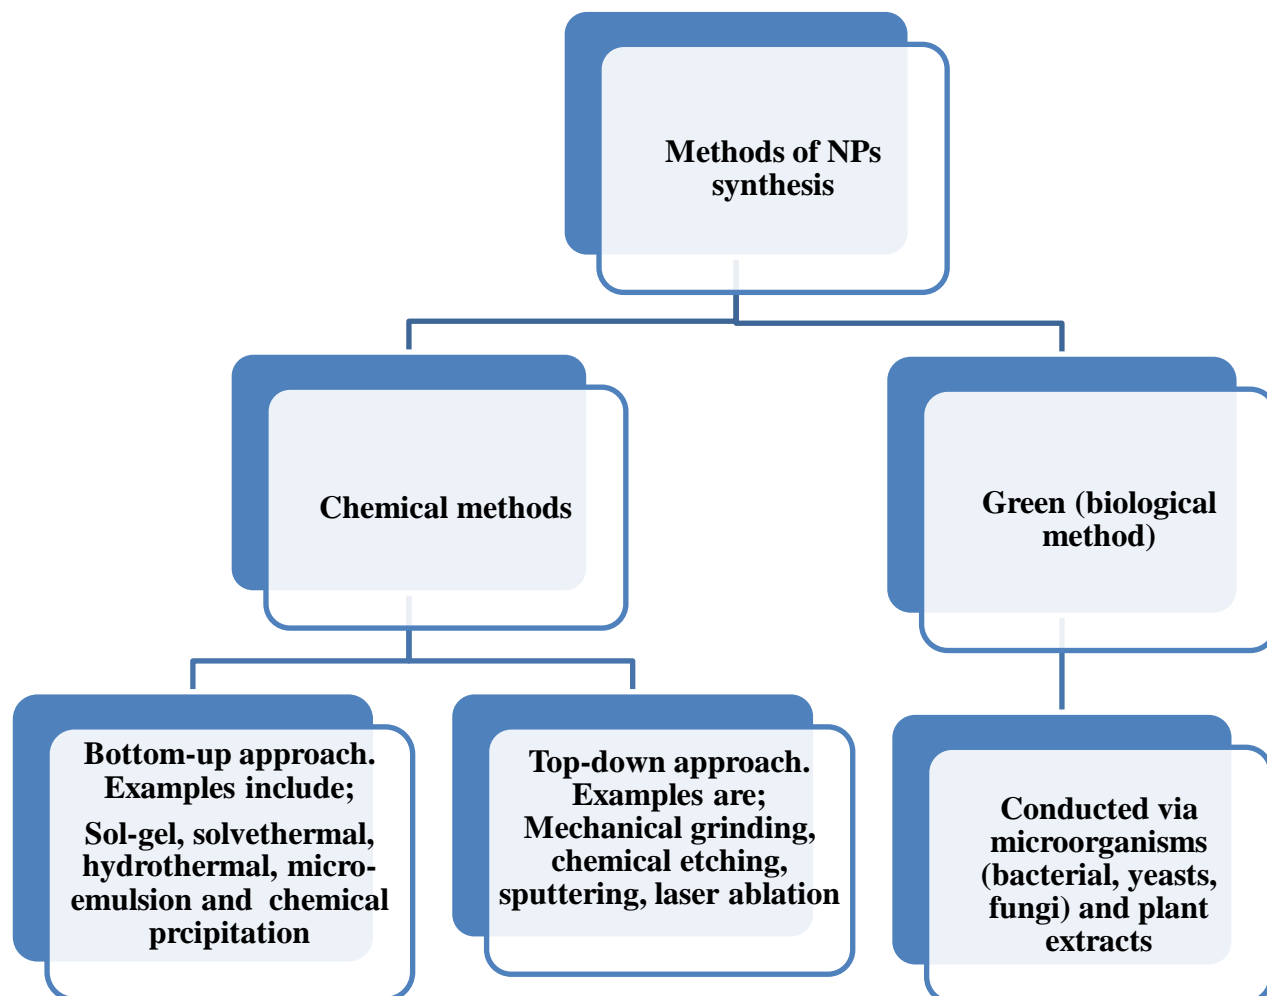 Methods of NPs
synthesis
Chemical methods
Green (biological
method)
Bottom-up approach.
Examples include;
Sol-gel, solvethermal,
hydrothermal, micro-
emulsion and  chemical
prcipitation
Top-down approach.
Examples are;
Mechanical grinding,
chemical etching,
sputtering, laser ablation
Conducted via
microorganisms
(bacterial, yeasts,
fungi) and plant
extracts